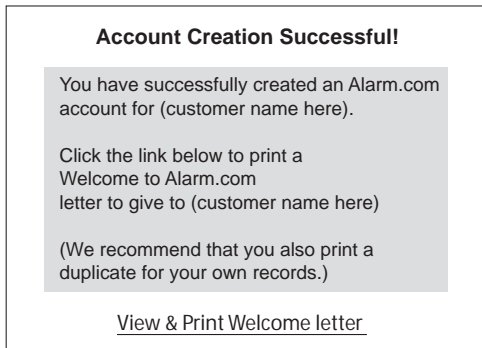 Account Creation Successful!
You have successfully created an Alarm.com
account for (customer name here).
Click the link below to print a
Welcome to Alarm.com
letter to give to (customer name here)
(We recommend that you also print a
duplicate for your own records.)
View & Print Welcome letter